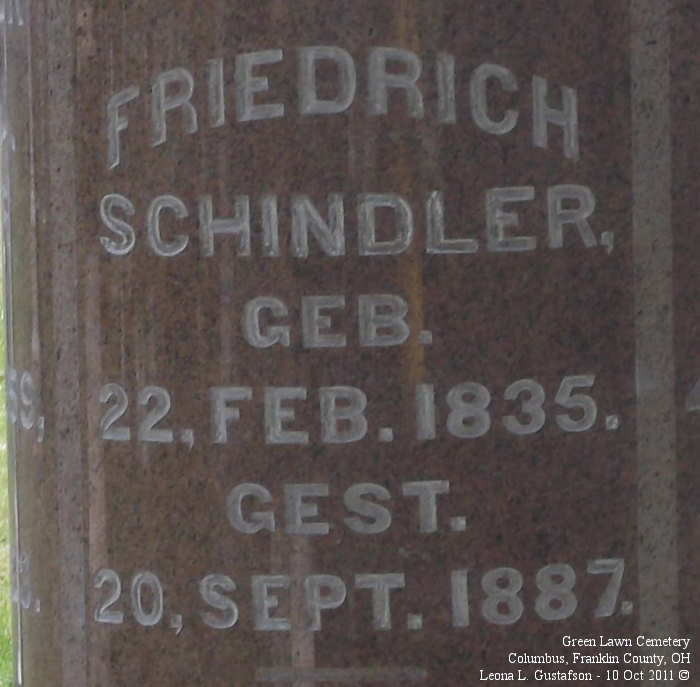 FRIEDRICH
SCHINDLER,
GEB.
22, FEB. 1835.
GEST.
20, SEPT. 1887.
Green Lawn Cemetery
Columbus, Franklin County, OH
Leona L. Gustafson - 10 Oct 2011 ©